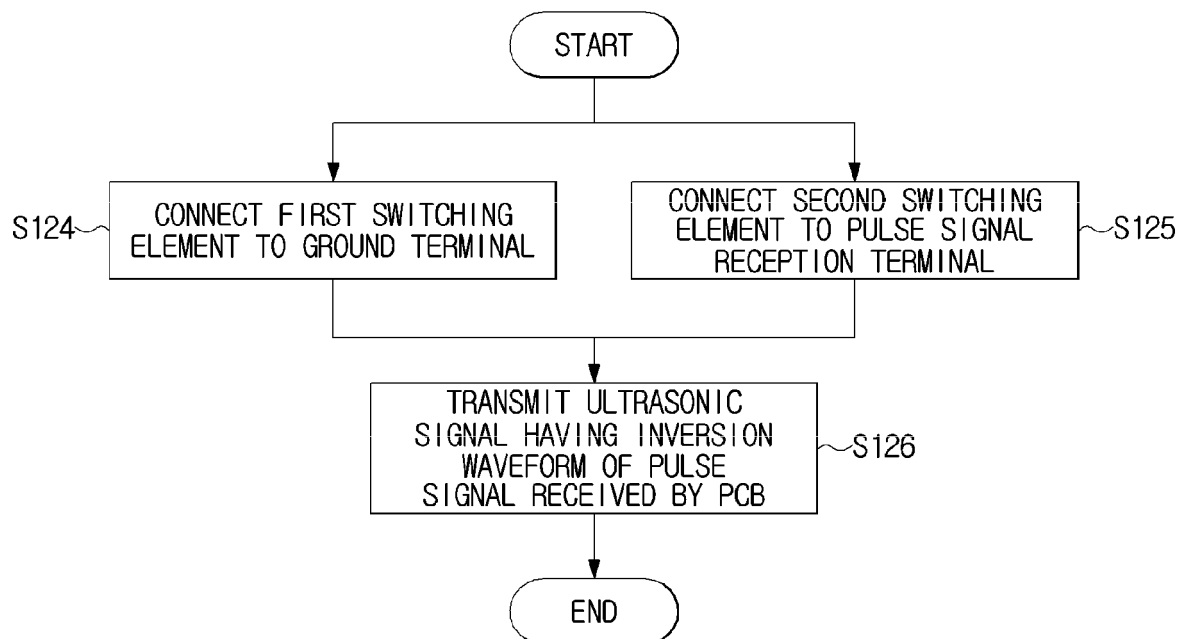 START
S124
CONNECT FIRST SWITCHING
ELEMENT TO GROUND TERMINAL
CONNECT SECOND SWITCHING
ELEMENT TO PULSE SIGNAL
RECEPTION TERMINAL
S125
TRANSMIT ULTRASONIC
SIGNAL HAVING INVERSION
WAVEFORM OF PULSE
SIGNAL RECEIVED BY PCB
S126
END